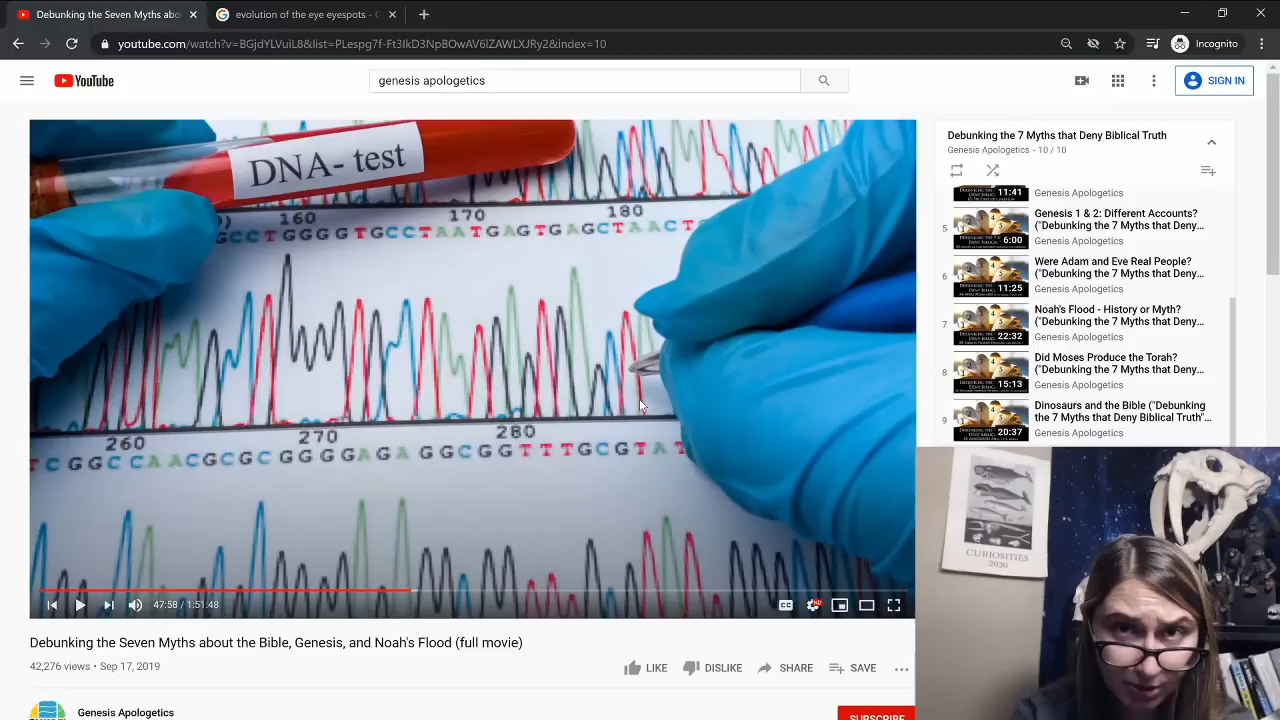 Debunking the Seven Myths abo
evolution of the eye eyespots - G
youtube.com/watch?v=BGjdYLVuiL8&list=PLespg7f-Ft3IkD3NpBOwAV6lZAWLXJRy2&index=10
Incognito
YouTube
genesis apologetics
SIGN IN
DNA- test
160
170
180
GGGTGCCTAATGAGTGAGCTAACT
260
270
280
TCGGCCAACGCG
GGGAGAGGCGGTTTGCGTAT
47:58 / 1:51:48
CC
HD
Debunking the Seven Myths about the Bible, Genesis, and Noah's Flood (full movie)
42,276 views • Sep 17, 2019
LIKE
DISLIKE
SHARE
SAVE
Genesis Apologetics
SUBSCRIBE
Debunking the 7 Myths that Deny Biblical Truth
Genesis Apologetics - 10 / 10
11:41
Genesis Apologetics
5
Genesis 1 & 2: Different Accounts?
("Debunking the 7 Myths that Deny...
6:00
Genesis Apologetics
6
Were Adam and Eve Real People?
("Debunking the 7 Myths that Deny...
11:25
Genesis Apologetics
7
Noah's Flood - History or Myth?
("Debunking the 7 Myths that Deny...
22:32
Genesis Apologetics
8
Did Moses Produce the Torah?
("Debunking the 7 Myths that Deny...
15:13
Genesis Apologetics
9
Dinosaurs and the Bible ("Debunking
the 7 Myths that Deny Biblical Truth"...
20:37
Genesis Apologetics
CURIOSITIES
2020